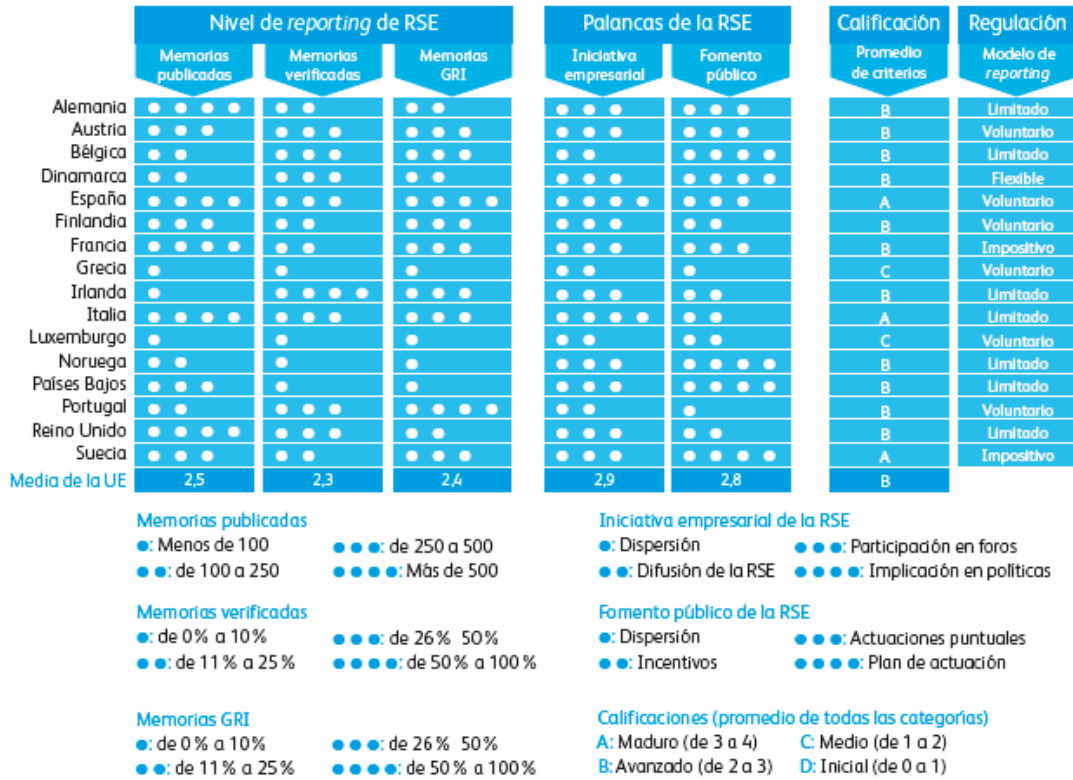 Nivel de reporting de RSE Palancas de la RSE Calificación Regulación
Memorias publicadas Memorias verificadas Memorias GRI Iniciativa empresarial Fomento público Promedio de criterios Modelo de reporting
Alemania ● ● ● ● ● ● ● ● ● ● ● ● ● ● B Limitado
Austria ● ● ● ● ● ● ● ● ● ● ● ● ● ● ● B Voluntario
Bélgica ● ● ● ● ● ● ● ● ● ● ● ● ● ● B Limitado
Dinamarca ● ● ● ● ● ● ● ● ● ● ● ● ● ● B Flexible
España ● ● ● ● ● ● ● ● ● ● ● ● ● ● ● ● ● ● A Voluntario
Finlandia ● ● ● ● ● ● ● ● ● ● ● ● ● B Voluntario
Francia ● ● ● ● ● ● ● ● ● ● ● ● ● ● ● B Impositivo
Grecia ● ● ● ● ● ● C Voluntario
Irlanda ● ● ● ● ● ● ● ● ● ● ● ● ● B Limitado
Italia ● ● ● ● ● ● ● ● ● ● ● ● ● ● ● ● A Limitado
Luxemburgo ● ● ● ● ● ● ● C Voluntario
Noruega ● ● ● ● ● ● ● ● ● ● ● B Limitado
Países Bajos ● ● ● ● ● ● ● ● ● ● ● ● B Limitado
Portugal ● ● ● ● ● ● ● ● ● ● ● ● B Voluntario
Reino Unido ● ● ● ● ● ● ● ● ● ● ● ● ● ● B Limitado
Suecia ● ● ● ● ● ● ● ● ● ● ● ● ● ● ● A Impositivo
Media de la UE 2,5 2,3 2,4 2,9 2,8 B
Memorias publicadas
●: Menos de 100 ● ● ●: de 250 a 500
● ●: de 100 a 250 ● ● ● ●: Más de 500
Iniciativa empresarial de la RSE
●: Dispersión ● ● ●: Participación en foros
● ●: Difusión de la RSE ● ● ● ●: Implicación en políticas
Memorias verificadas
●: de 0% a 10% ● ● ●: de 26% 50%
● ●: de 11% a 25% ● ● ● ●: de 50% a 100%
Fomento público de la RSE
●: Dispersión ● ● ●: Actuaciones puntuales
● ●: Incentivos ● ● ● ●: Plan de actuación
Memorias GRI
●: de 0% a 10% ● ● ●: de 26% 50%
● ●: de 11% a 25% ● ● ● ●: de 50% a 100%
Calificaciones (promedio de todas las categorías)
A: Maduro (de 3 a 4) C: Medio (de 1 a 2)
B: Avanzado (de 2 a 3) D: Inicial (de 0 a 1)